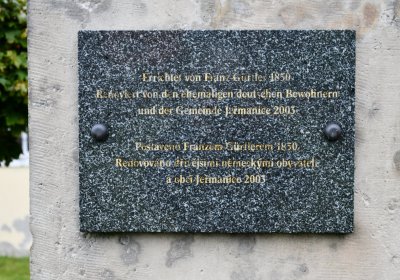 Errichtet von Franz Gürtler 1850.
Renoviert von den ehemaligen deutschen Bewohnern
und der Gemeinde Jeřmanice 2003
Postaveno Franzem Gürtlerem 1850.
Renovováno zdejšími německými obyvateli
a obcí Jeřmanice 2003